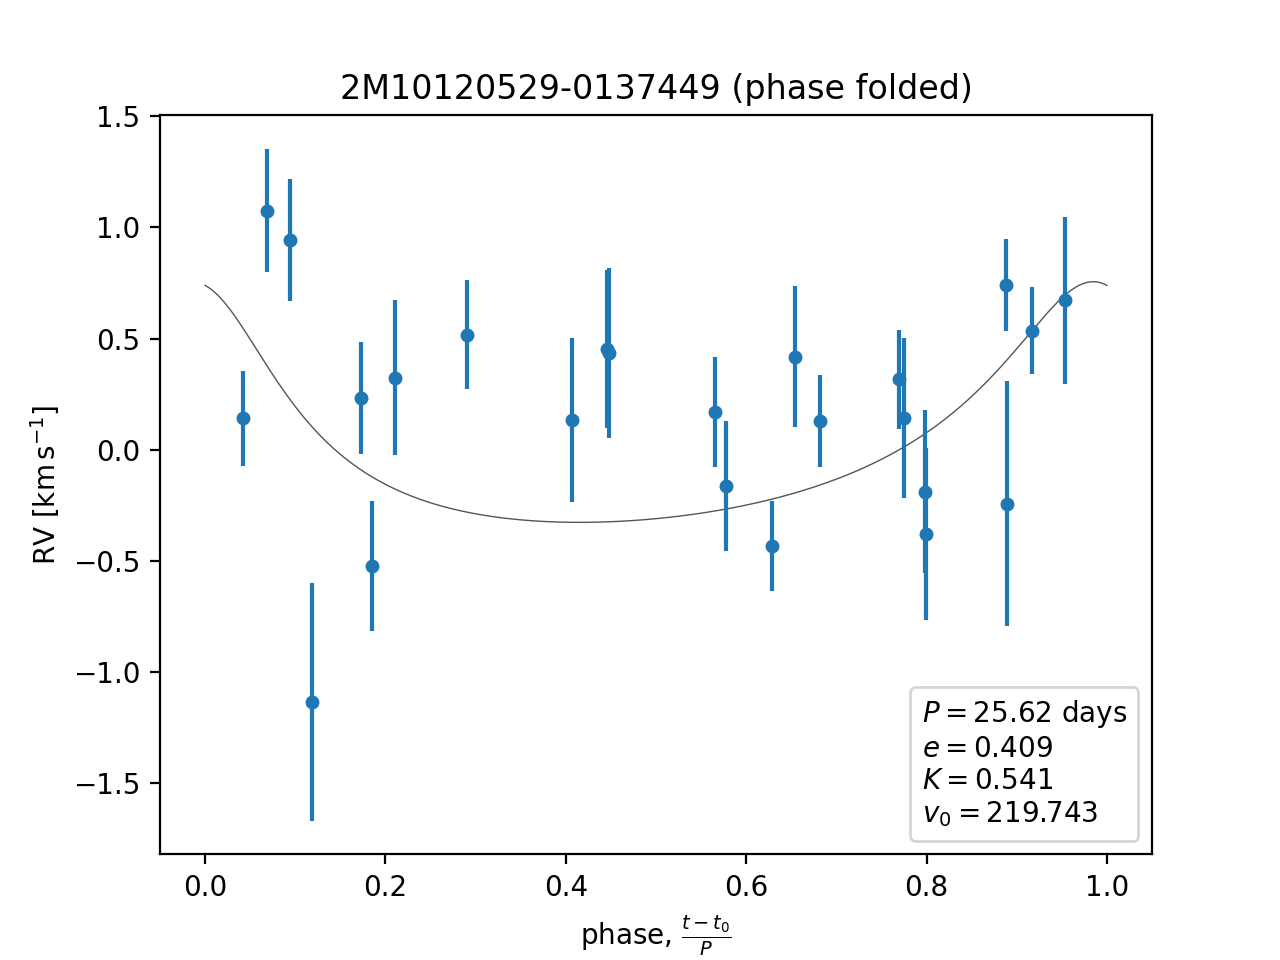 2M10120529-0137449 (phase folded)
RV [km s⁻¹]
1.5
1.0
0.5
0.0
−0.5
−1.0
−1.5
P = 25.62 days
e = 0.409
K = 0.541
v₀ = 219.743
0.0 0.2 0.4 0.6 0.8 1.0
phase, (t − t₀)/P